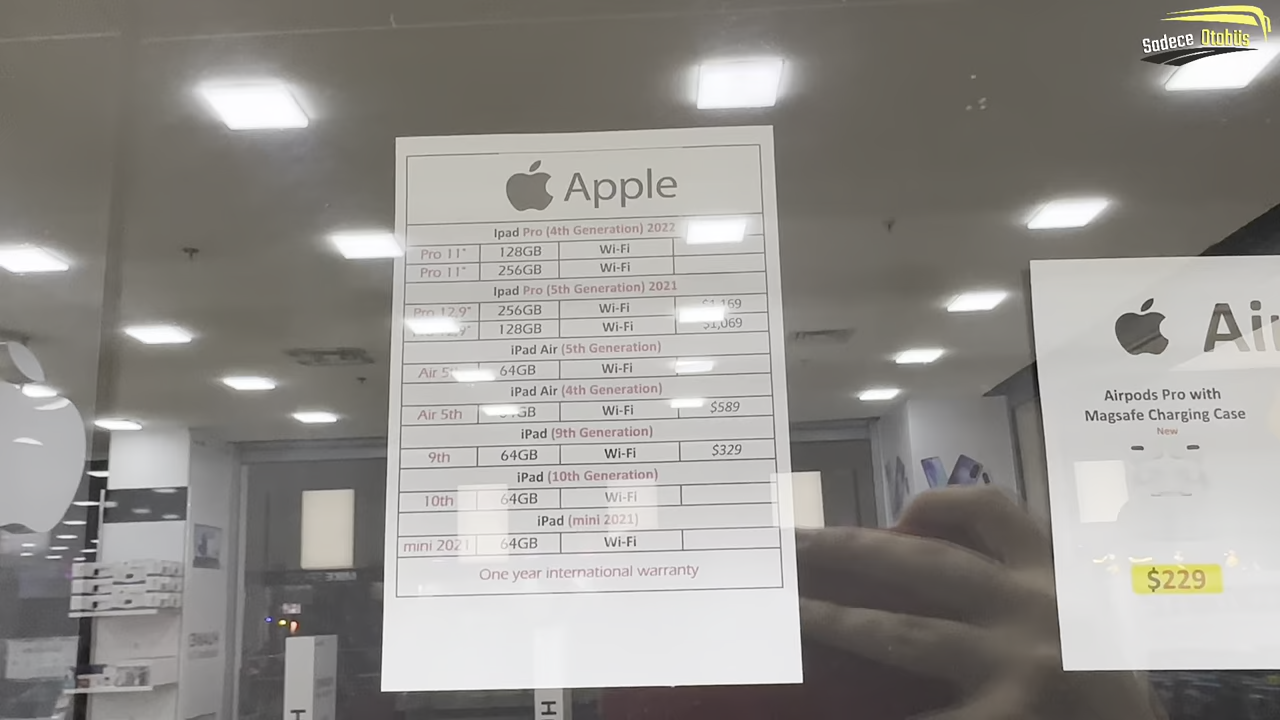 Sadece Otobüs
Apple
Ipad Pro (4th Generation) 2022
Pro 11" 128GB Wi-Fi
Pro 11" 256GB Wi-Fi
Ipad Pro (5th Generation) 2021
Pro 12,9" 256GB Wi-Fi $1,169
128GB Wi-Fi $1,069
iPad Air (5th Generation)
Air 64GB Wi-Fi
iPad Air (4th Generation)
Air 5th Wi-Fi $589
iPad (9th Generation)
9th 64GB Wi-Fi $329
iPad (10th Generation)
10th 64GB Wi-Fi
iPad (mini 2021)
mini 2021 64GB Wi-Fi
One year international warranty
Airpods Pro with
Magsafe Charging Case
New
$229